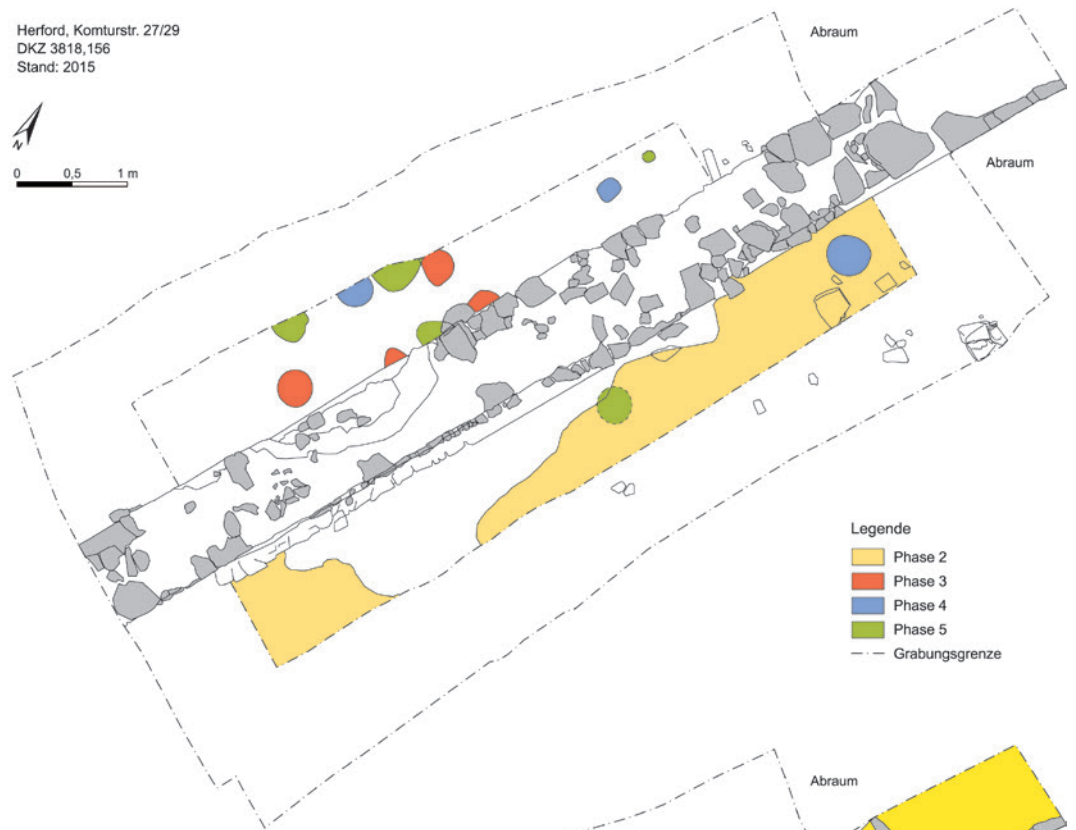 Herford, Komturstr. 27/29
DKZ 3818,156
Stand: 2015
Abraum
N
0 0,5 1 m
Abraum
Legende
Phase 2
Phase 3
Phase 4
Phase 5
Grabungsgrenze
Abraum